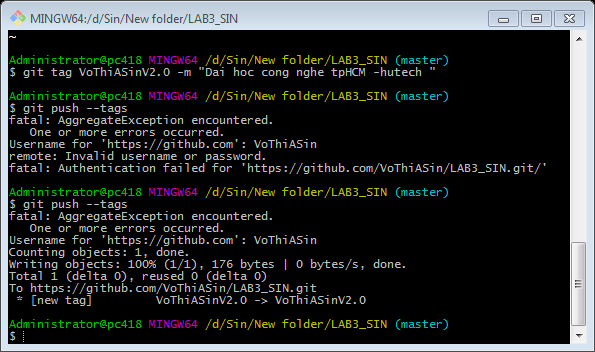 MINGW64:/d/Sin/New folder/LAB3_SIN
~
Administrator@pc418 MINGW64 /d/Sin/New folder/LAB3_SIN (master)
$ git tag VoThiASinV2.0 -m "Dai hoc cong nghe tpHCM -hutech "
Administrator@pc418 MINGW64 /d/Sin/New folder/LAB3_SIN (master)
$ git push --tags
fatal: AggregateException encountered.
One or more errors occurred.
Username for 'https://github.com': VoThiASin
remote: Invalid username or password.
fatal: Authentication failed for 'https://github.com/VoThiASin/LAB3_SIN.git/'
Administrator@pc418 MINGW64 /d/Sin/New folder/LAB3_SIN (master)
$ git push --tags
fatal: AggregateException encountered.
One or more errors occurred.
Username for 'https://github.com': VoThiASin
Counting objects: 1, done.
Writing objects: 100% (1/1), 176 bytes | 0 bytes/s, done.
Total 1 (delta 0), reused 0 (delta 0)
To https://github.com/VoThiASin/LAB3_SIN.git
* [new tag] VoThiASinV2.0 -> VoThiASinV2.0
Administrator@pc418 MINGW64 /d/Sin/New folder/LAB3_SIN (master)
$